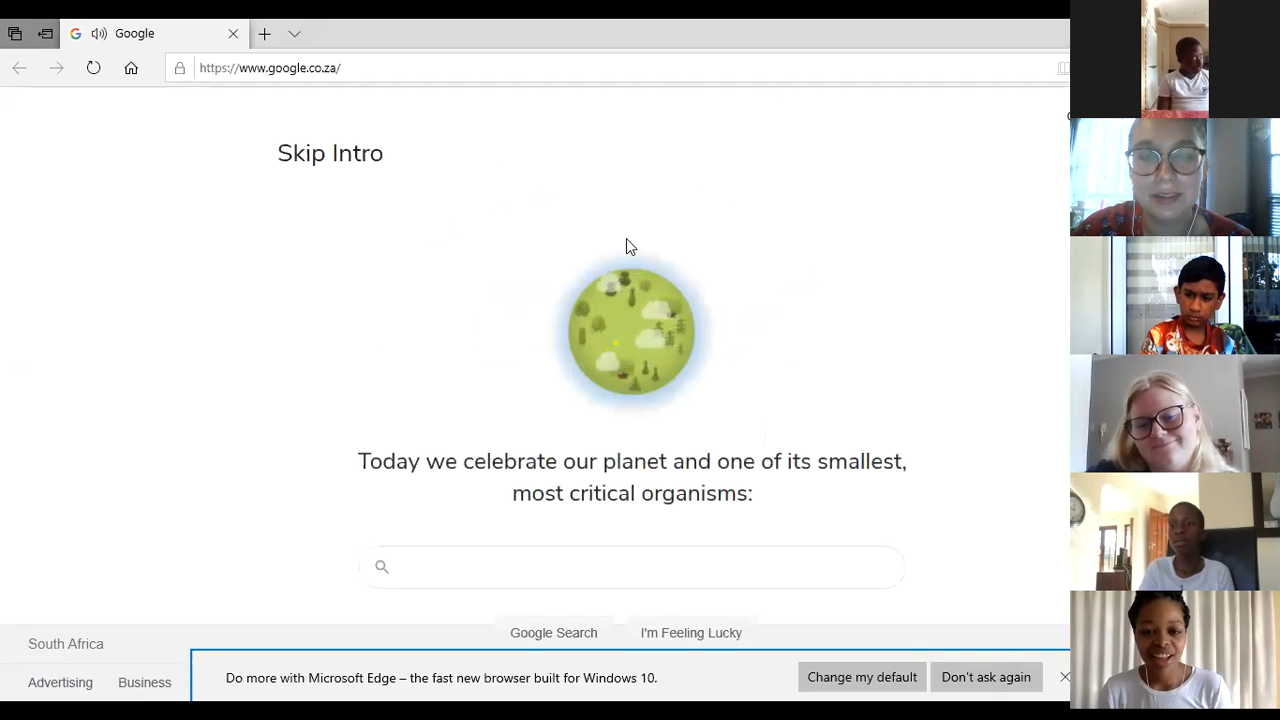 Google
https://www.google.co.za/
Skip Intro
Today we celebrate our planet and one of its smallest,
most critical organisms:
Google Search
I'm Feeling Lucky
South Africa
Advertising
Business
Do more with Microsoft Edge – the fast new browser built for Windows 10.
Change my default
Don't ask again